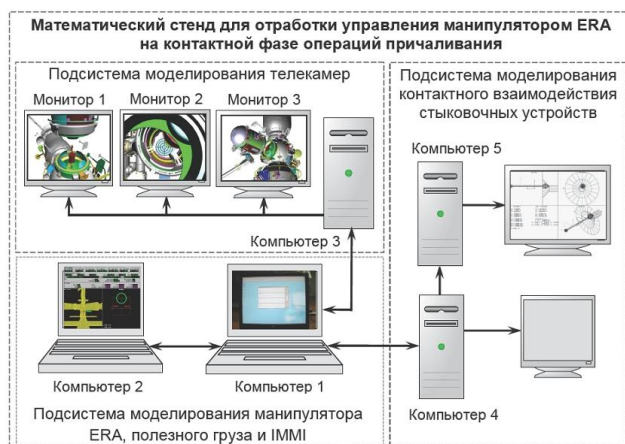 Математический стенд для отработки управления манипулятором ERA
на контактной фазе операций причаливания
Подсистема моделирования телекамер
Монитор 1 Монитор 2 Монитор 3
Компьютер 3
Подсистема моделирования
контактного взаимодействия
стыковочных устройств
Компьютер 5
Компьютер 4
Компьютер 2
Компьютер 1
Подсистема моделирования манипулятора
ERA, полезного груза и IMMI